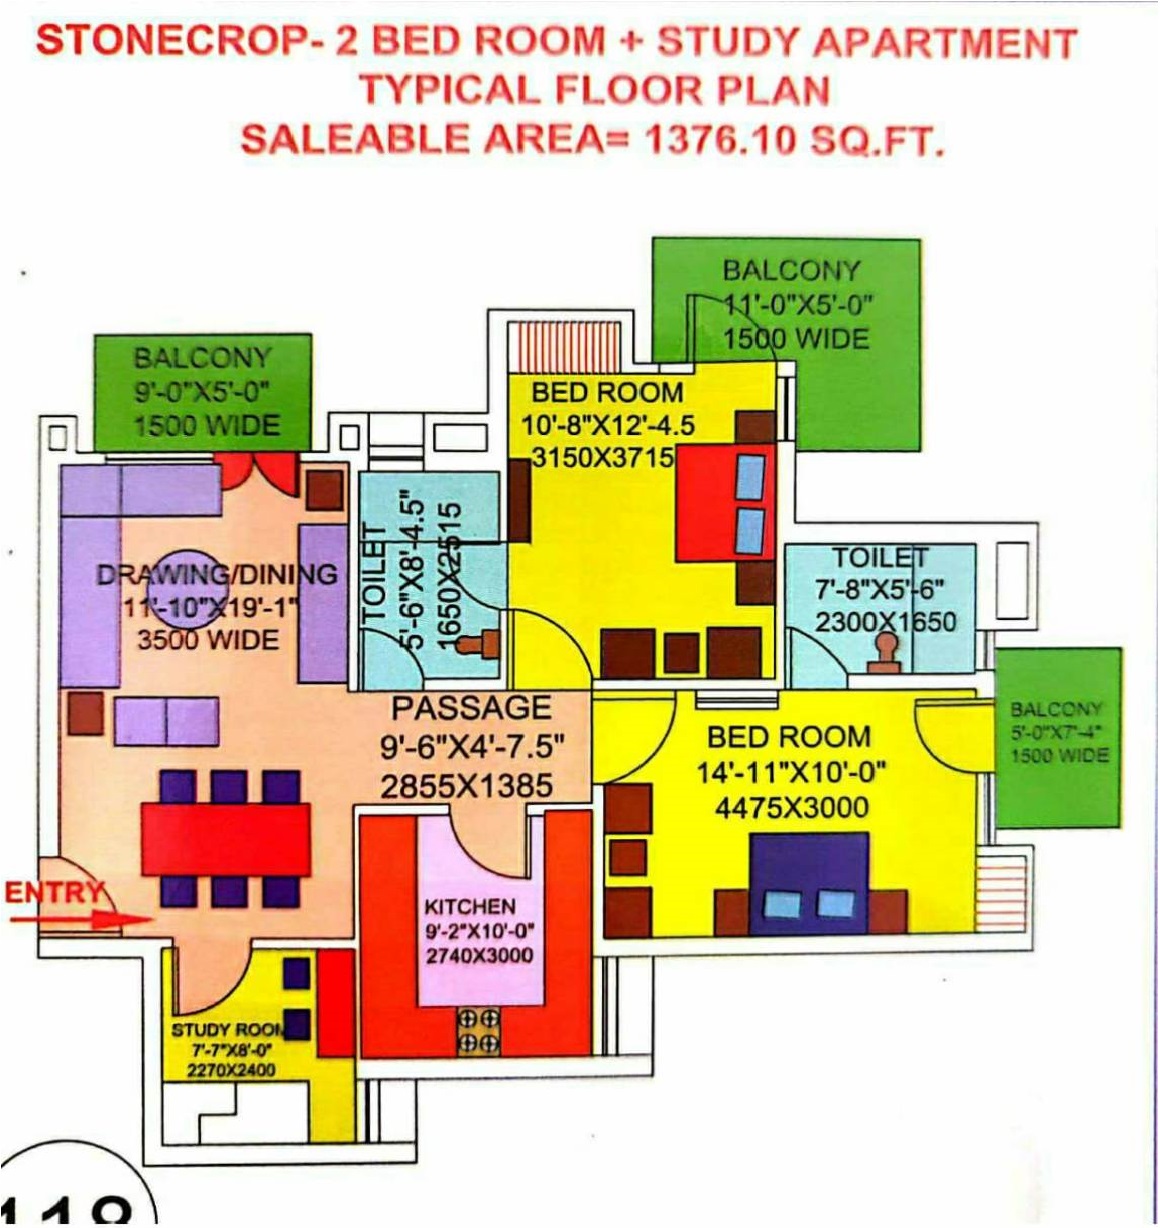 STONECROP- 2 BED ROOM + STUDY APARTMENT
TYPICAL FLOOR PLAN
SALEABLE AREA= 1376.10 SQ.FT.
BALCONY
11'-0"X5'-0"
1500 WIDE
BALCONY
9'-0"X5'-0"
1500 WIDE
BED ROOM
10'-8"X12'-4.5
3150X3715
TOILET
5'-6"X8'-4.5"
1650X2515
DRAWING/DINING
11'-10"X19'-1"
3500 WIDE
TOILET
7'-8"X5'-6"
2300X1650
PASSAGE
9'-6"X4'-7.5"
2855X1385
BED ROOM
14'-11"X10'-0"
4475X3000
BALCONY
5'-0"X7'-4"
1500 WIDE
ENTRY
KITCHEN
9'-2"X10'-0"
2740X3000
STUDY ROOM
7'-7"X8'-0"
2270X2400